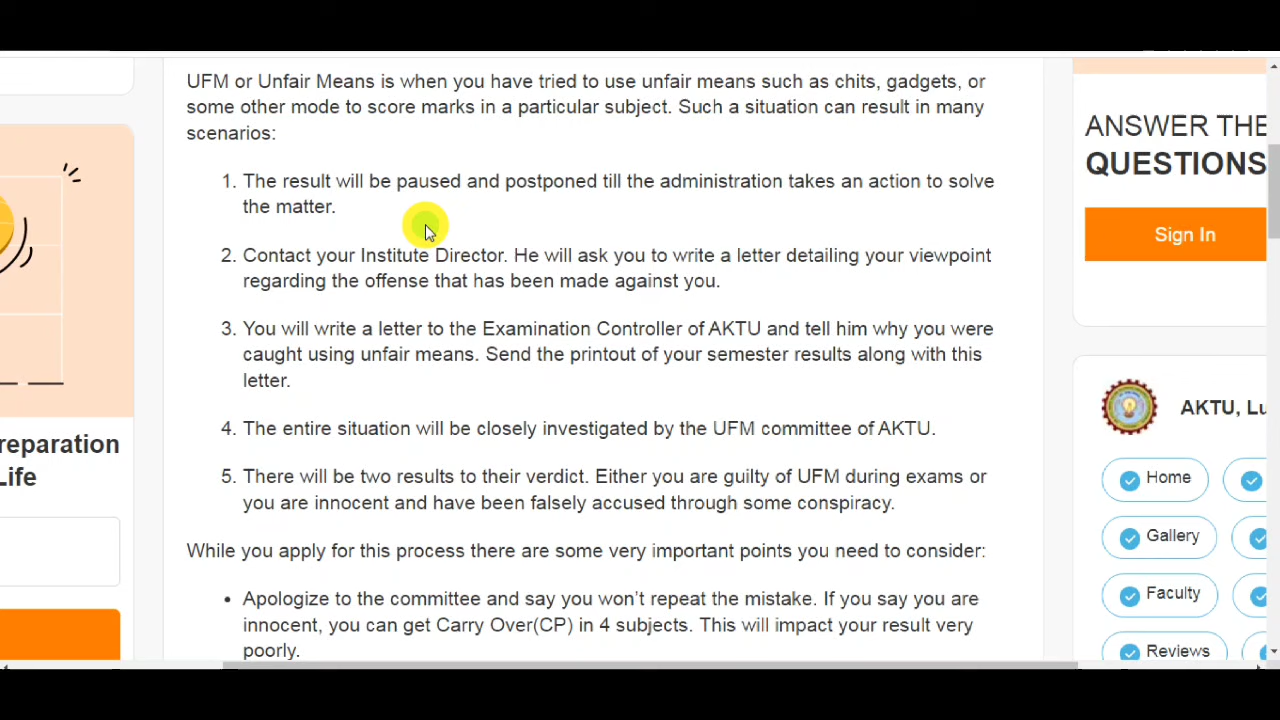 UFM or Unfair Means is when you have tried to use unfair means such as chits, gadgets, or
some other mode to score marks in a particular subject. Such a situation can result in many
scenarios:
1. The result will be paused and postponed till the administration takes an action to solve
the matter.
2. Contact your Institute Director. He will ask you to write a letter detailing your viewpoint
regarding the offense that has been made against you.
3. You will write a letter to the Examination Controller of AKTU and tell him why you were
caught using unfair means. Send the printout of your semester results along with this
letter.
4. The entire situation will be closely investigated by the UFM committee of AKTU.
5. There will be two results to their verdict. Either you are guilty of UFM during exams or
you are innocent and have been falsely accused through some conspiracy.
While you apply for this process there are some very important points you need to consider:
• Apologize to the committee and say you won't repeat the mistake. If you say you are
innocent, you can get Carry Over(CP) in 4 subjects. This will impact your result very
poorly.
reparation
Life
ANSWER THE
QUESTIONS
Sign In
AKTU, Lu
Home
Gallery
Faculty
Reviews